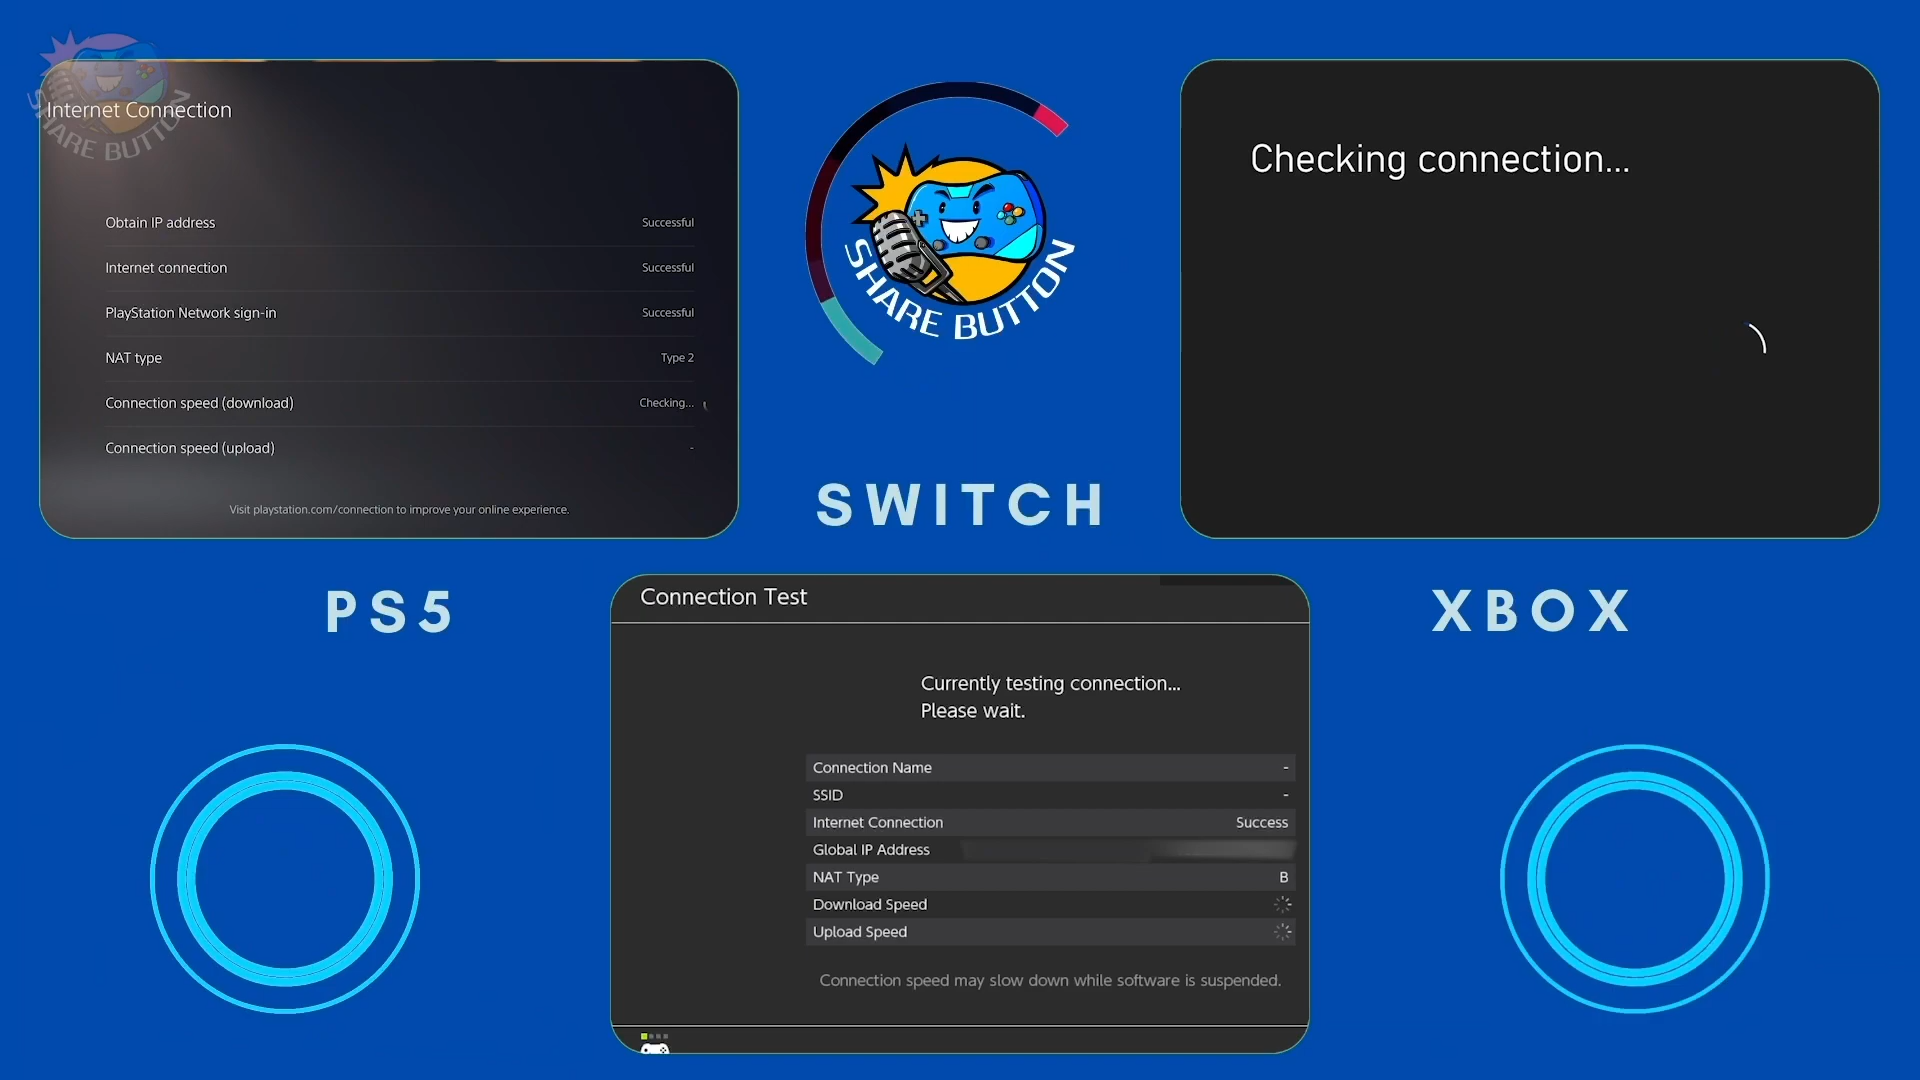 SHARE BUTTON
Internet Connection
Obtain IP address Successful
Internet connection Successful
PlayStation Network sign-in Successful
NAT type Type 2
Connection speed (download) Checking...
Connection speed (upload) -
Visit playstation.com/connection to improve your online experience.
PS5
SHARE BUTTON
SWITCH
Checking connection...
XBOX
Connection Test
Currently testing connection...
Please wait.
Connection Name -
SSID -
Internet Connection Success
Global IP Address
NAT Type B
Download Speed
Upload Speed
Connection speed may slow down while software is suspended.